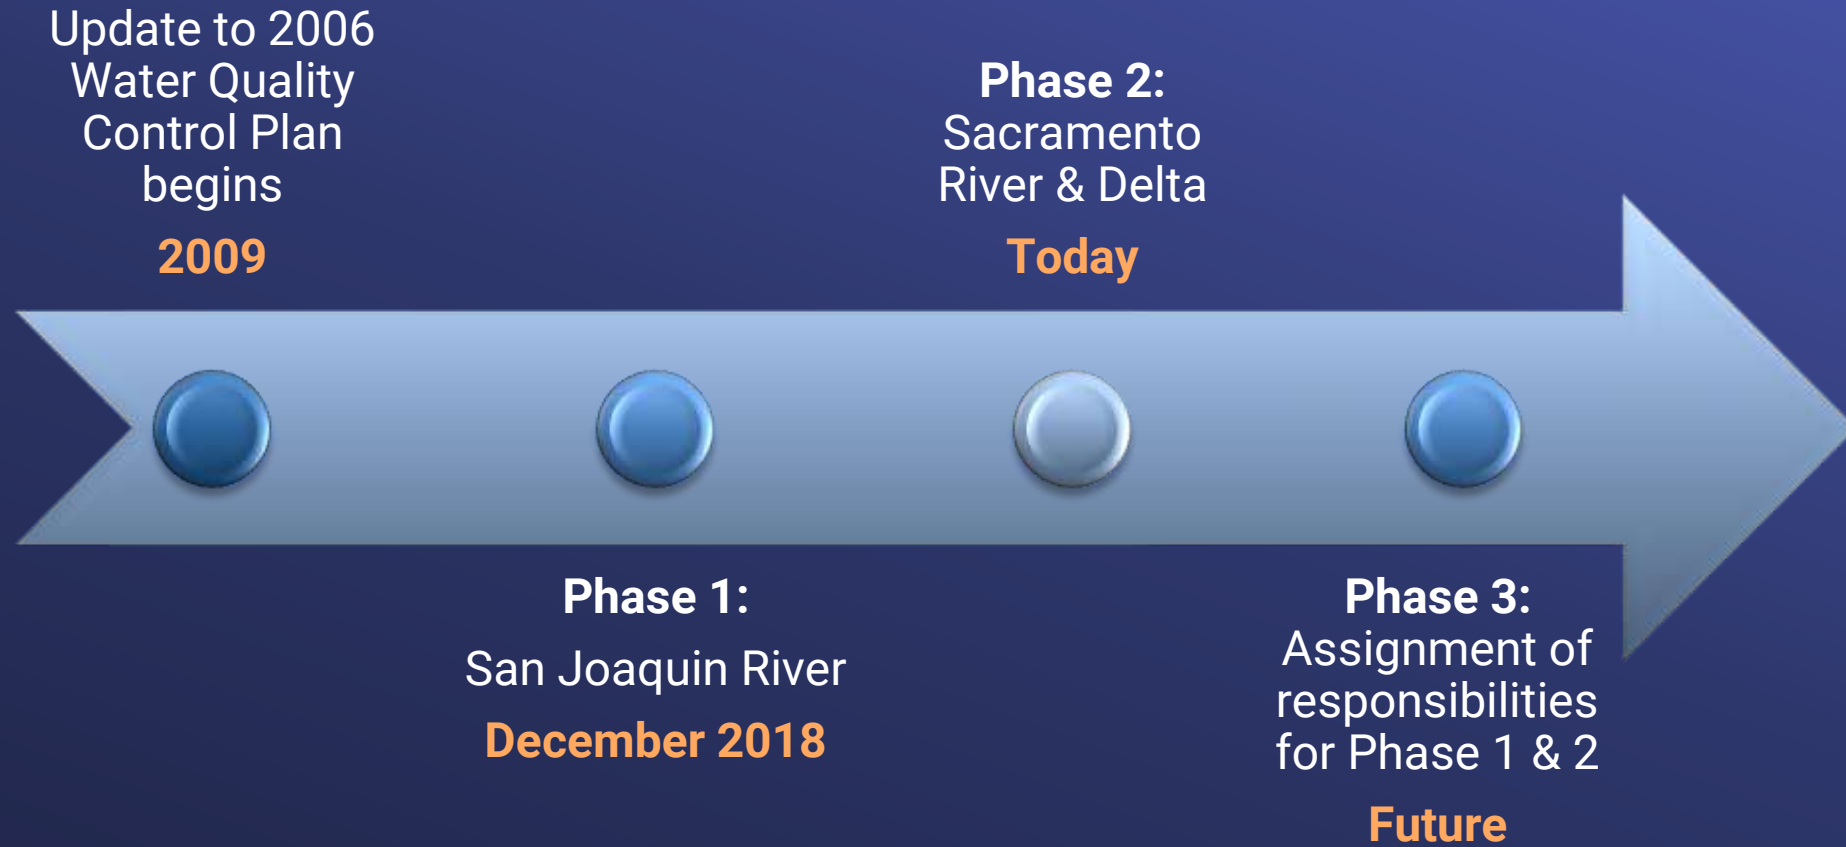 Update to 2006
Water Quality
Control Plan
begins
2009
Phase 1:
San Joaquin River
December 2018
Phase 2:
Sacramento
River & Delta
Today
Phase 3:
Assignment of
responsibilities
for Phase 1 & 2
Future